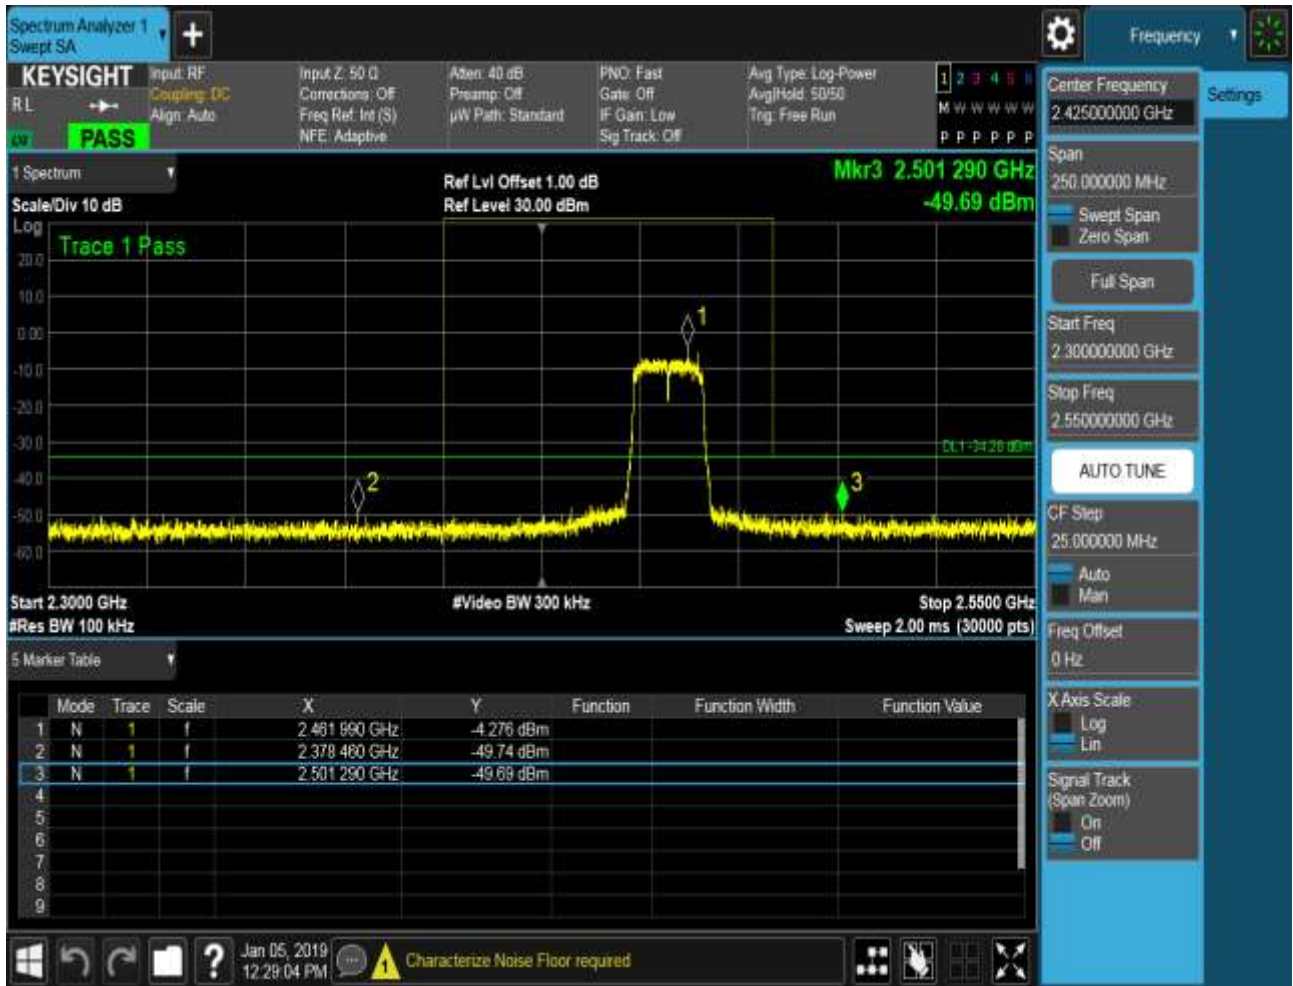 Spectrum Analyzer 1
Swept SA
+
Frequency
KEYSIGHT
R L
PASS
Input: RF
Coupling: DC
Align: Auto
Input Z: 50 Ω
Corrections: Off
Freq Ref: Int (S)
NFE: Adaptive
Atten: 40 dB
Preamp: Off
µW Path: Standard
PNO: Fast
Gate: Off
IF Gain: Low
Sig Track: Off
Avg Type: Log-Power
Avg|Hold: 50/50
Trig: Free Run
1 2 3 4 5 6
M W W W W W
P P P P P P
1 Spectrum
Scale/Div 10 dB
Ref Lvl Offset 1.00 dB
Ref Level 30.00 dBm
Mkr3 2.501 290 GHz
-49.69 dBm
Log
Trace 1 Pass
20.0
10.0
0.00
-10.0
-20.0
-30.0
-40.0
-50.0
-60.0
1
2
3
DL1 -34.28 dBm
Start 2.3000 GHz
#Video BW 300 kHz
Stop 2.5500 GHz
#Res BW 100 kHz
Sweep 2.00 ms (30000 pts)
5 Marker Table
Mode Trace Scale X Y Function Function Width Function Value
1 N 1 f 2.461 990 GHz -4.276 dBm
2 N 1 f 2.378 460 GHz -49.74 dBm
3 N 1 f 2.501 290 GHz -49.69 dBm
4
5
6
7
8
9
Center Frequency
2.425000000 GHz
Settings
Span
250.000000 MHz
Swept Span
Zero Span
Full Span
Start Freq
2.300000000 GHz
Stop Freq
2.550000000 GHz
AUTO TUNE
CF Step
25.000000 MHz
Auto
Man
Freq Offset
0 Hz
X Axis Scale
Log
Lin
Signal Track
(Span Zoom)
On
Off
?
Jan 05, 2019
12:29:04 PM
1
Characterize Noise Floor required